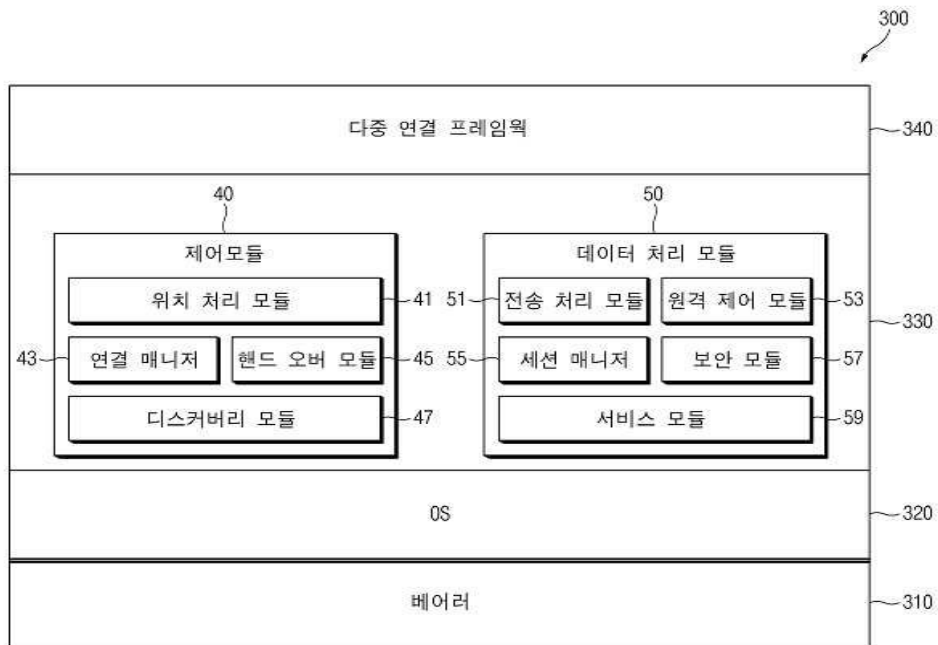 300
다중 연결 프레임웍
340
40
50
제어모듈
데이터 처리 모듈
위치 처리 모듈
41
51
전송 처리 모듈
원격 제어 모듈
53
330
43
연결 매니저
핸드 오버 모듈
45
55
세션 매니저
보안 모듈
57
디스커버리 모듈
47
서비스 모듈
59
OS
320
베어러
310